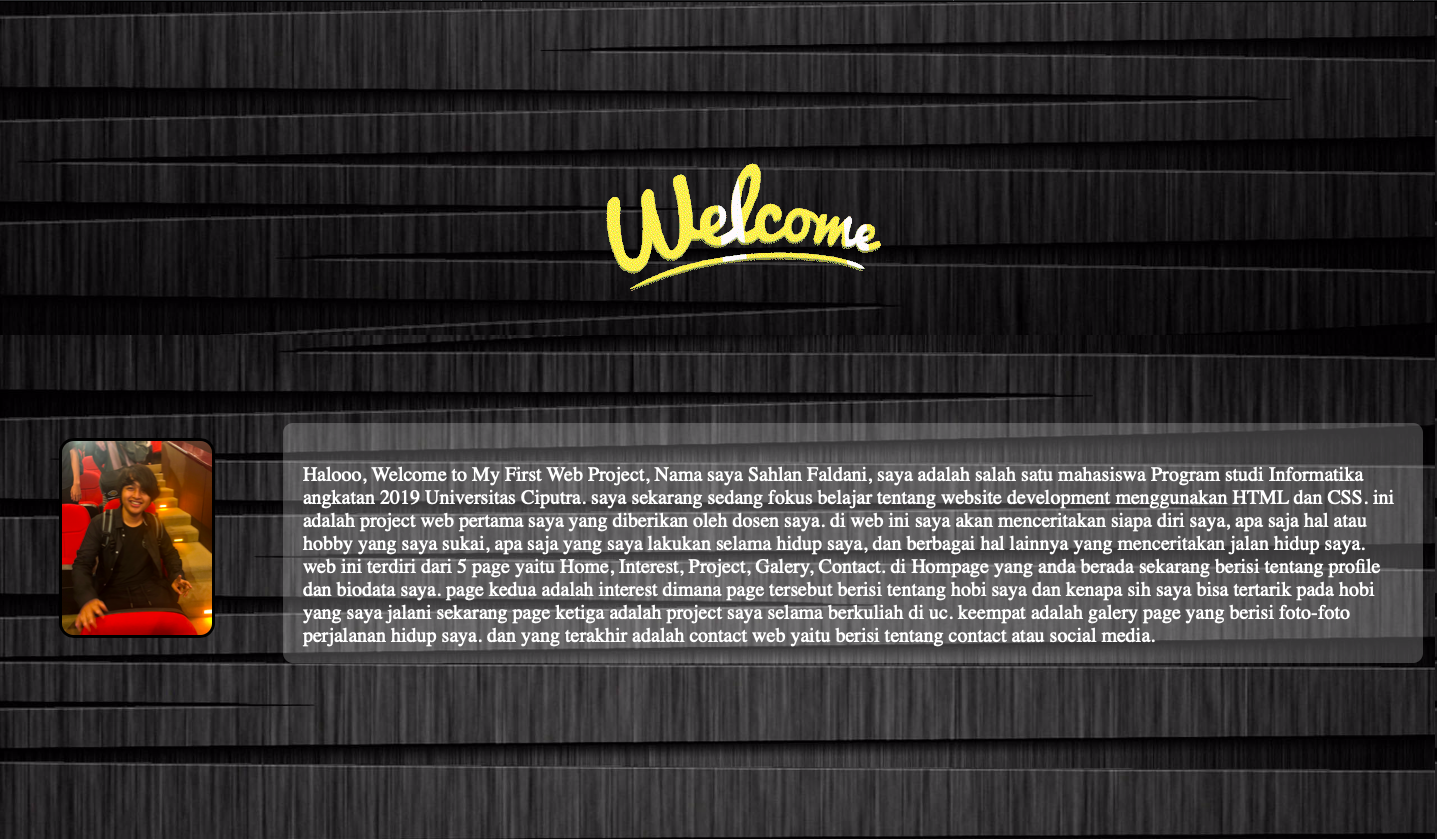 Welcome
Halooo, Welcome to My First Web Project, Nama saya Sahlan Faldani, saya adalah salah satu mahasiswa Program studi Informatika
angkatan 2019 Universitas Ciputra. saya sekarang sedang fokus belajar tentang website development menggunakan HTML dan CSS. ini
adalah project web pertama saya yang diberikan oleh dosen saya. di web ini saya akan menceritakan siapa diri saya, apa saja hal atau
hobby yang saya sukai, apa saja yang saya lakukan selama hidup saya, dan berbagai hal lainnya yang menceritakan jalan hidup saya.
web ini terdiri dari 5 page yaitu Home, Interest, Project, Galery, Contact. di Hompage yang anda berada sekarang berisi tentang profile
dan biodata saya. page kedua adalah interest dimana page tersebut berisi tentang hobi saya dan kenapa sih saya bisa tertarik pada hobi
yang saya jalani sekarang page ketiga adalah project saya selama berkuliah di uc. keempat adalah galery page yang berisi foto-foto
perjalanan hidup saya. dan yang terakhir adalah contact web yaitu berisi tentang contact atau social media.